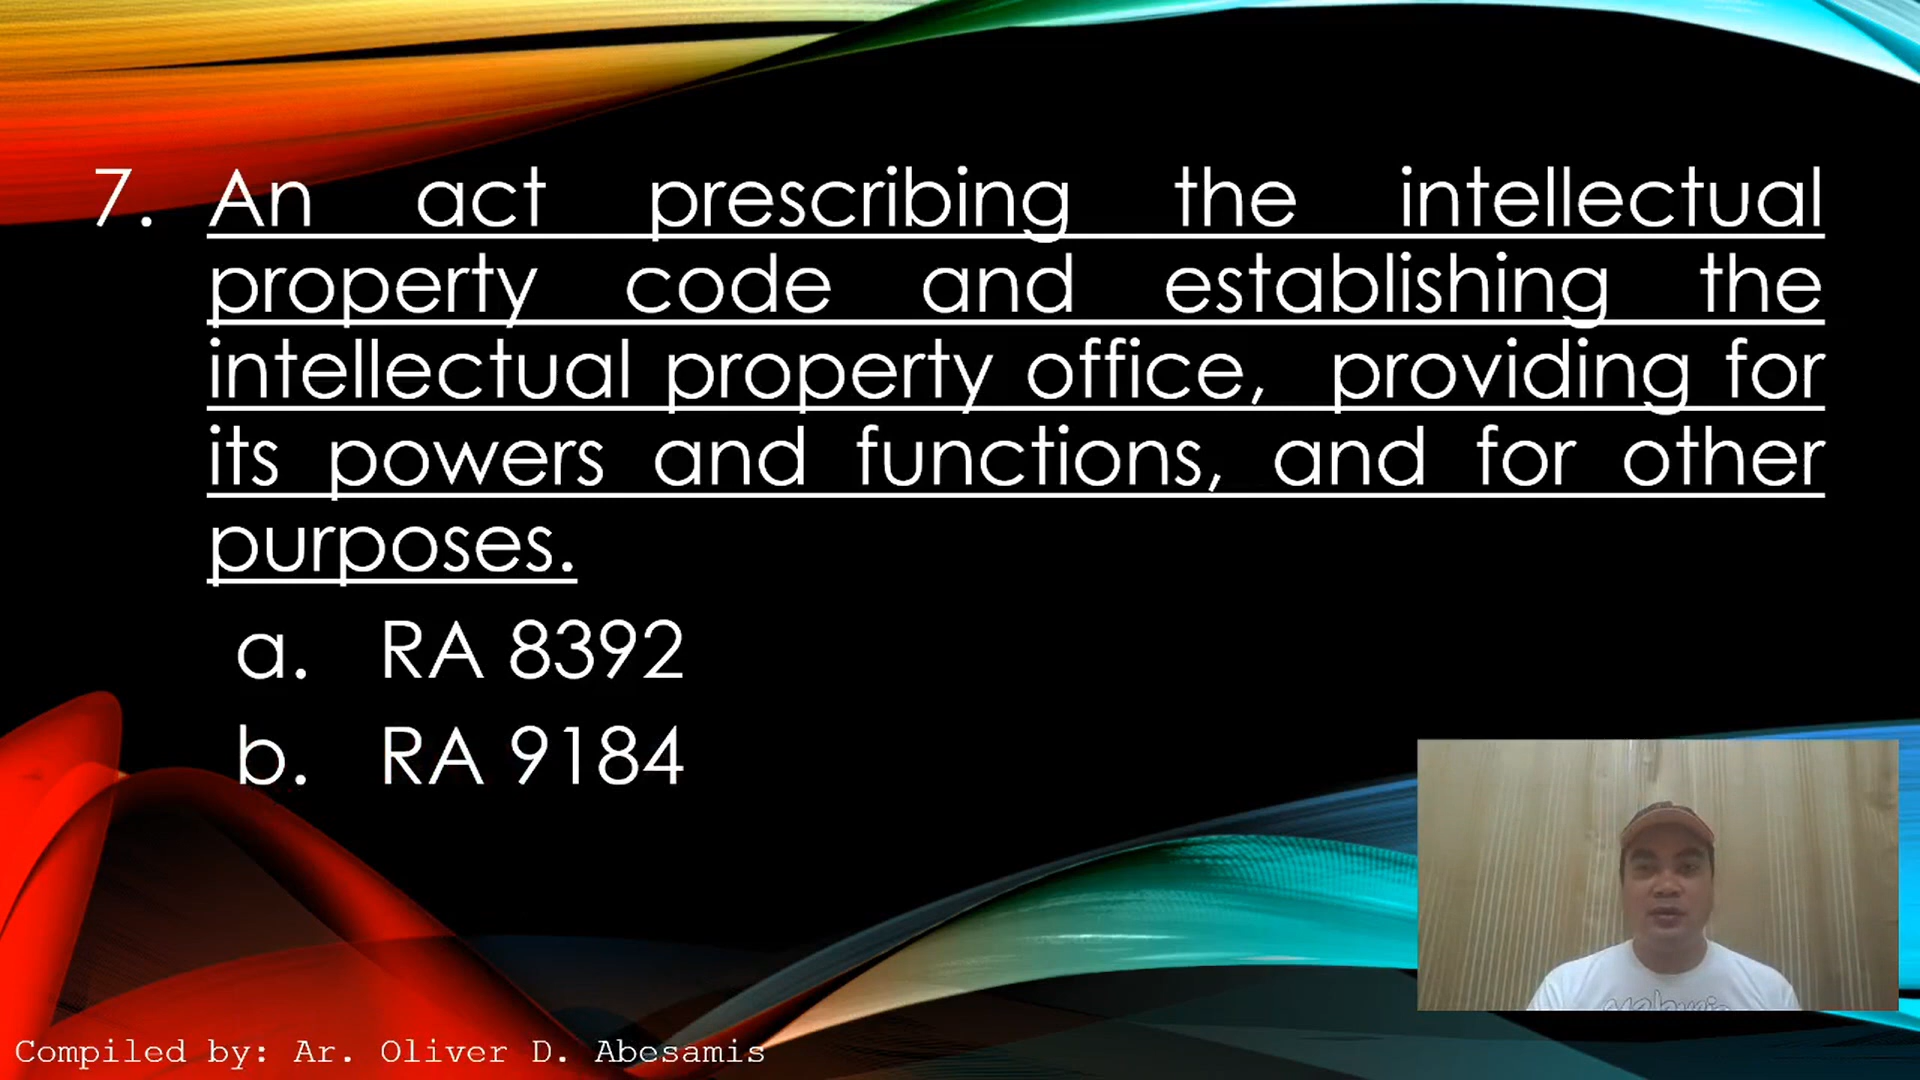 7. An act prescribing the intellectual
property code and establishing the
intellectual property office, providing for
its powers and functions, and for other
purposes.
a. RA 8392
b. RA 9184
Compiled by: Ar. Oliver D. Abesamis